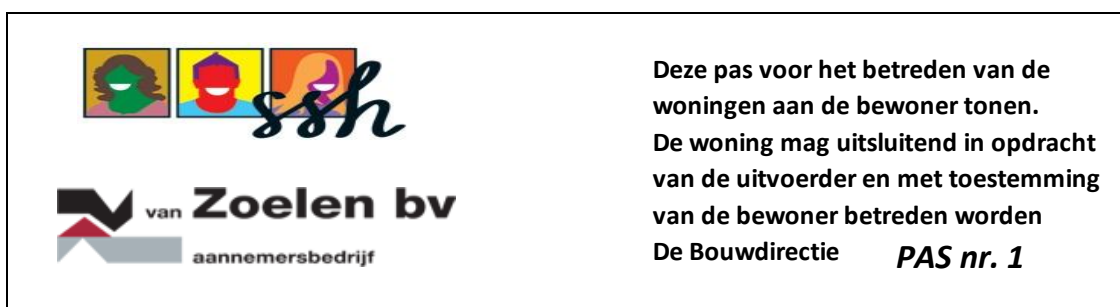 ssh
van Zoelen bv
aannemersbedrijf
Deze pas voor het betreden van de
woningen aan de bewoner tonen.
De woning mag uitsluitend in opdracht
van de uitvoerder en met toestemming
van de bewoner betreden worden
De Bouwdirectie PAS nr. 1